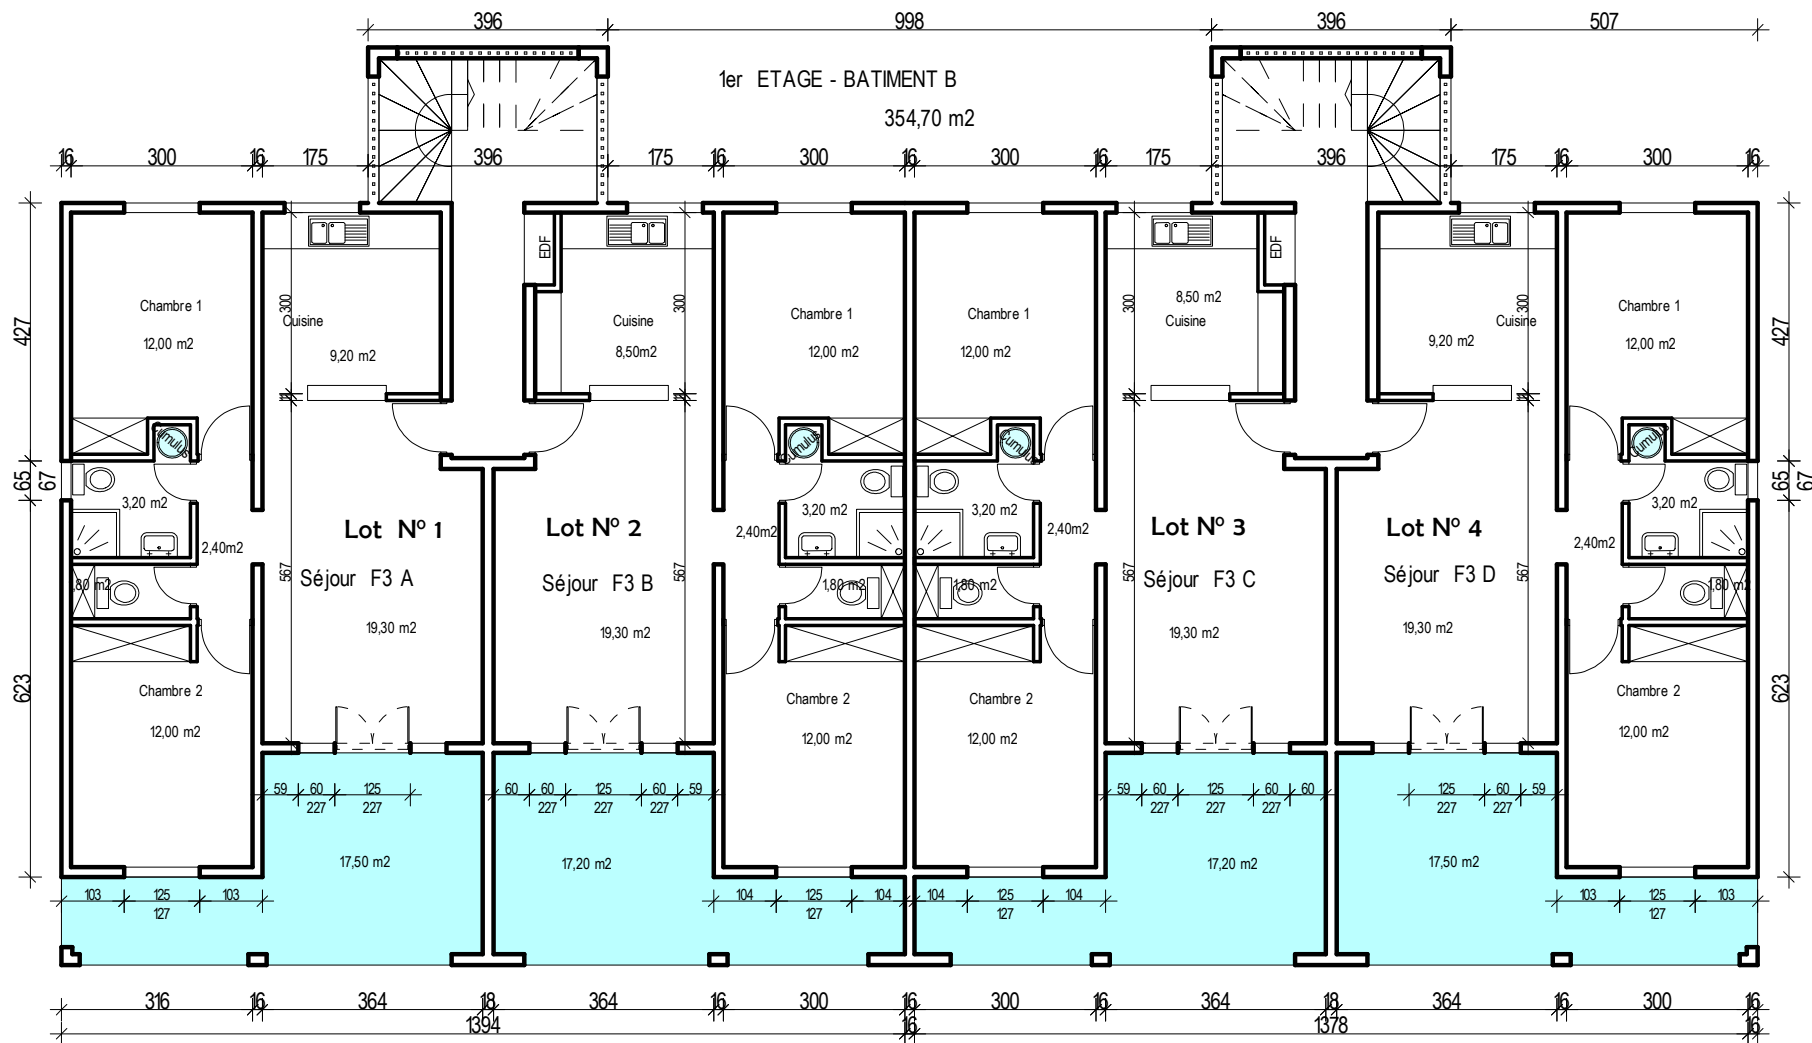 396 998 396 507
1er ETAGE - BATIMENT B
354,70 m2
16 300 16 175 396 175 16 300 16 300 16 175 396 175 16 300 16
EDF EDF
Chambre 1 Cuisine Cuisine Chambre 1 Chambre 1 8,50 m2 Cuisine Cuisine Chambre 1
12,00 m2 9,20 m2 8,50m2 12,00 m2 12,00 m2 9,20 m2 12,00 m2
300 300 300 300
427 427
11 11 11 11
Cumulus Cumulus Cumulus Cumulus
65 67 65 67
3,20 m2 3,20 m2 3,20 m2 3,20 m2
Lot Nº 1 Lot Nº 2 Lot Nº 3 Lot Nº 4
2,40m2 2,40m2 2,40m2 2,40m2
567 567 567 567
Séjour F3 A Séjour F3 B Séjour F3 C Séjour F3 D
1,80 m2 1,80 m2 1,80 m2
19,30 m2 19,30 m2 19,30 m2 19,30 m2
623 623
Chambre 2 Chambre 2 Chambre 2 Chambre 2
12,00 m2 12,00 m2 12,00 m2 12,00 m2
59 60 125 60 60 125 60 59 59 60 125 60 60 125 60 59
227 227 227 227 227 227 227 227 227 227
17,50 m2 17,20 m2 17,20 m2 17,50 m2
103 125 103 104 125 104 104 125 104 103 125 103
127 127 127 127
316 16 364 18 364 16 300 16 300 16 364 18 364 16 300 16
1394 16 1378 16